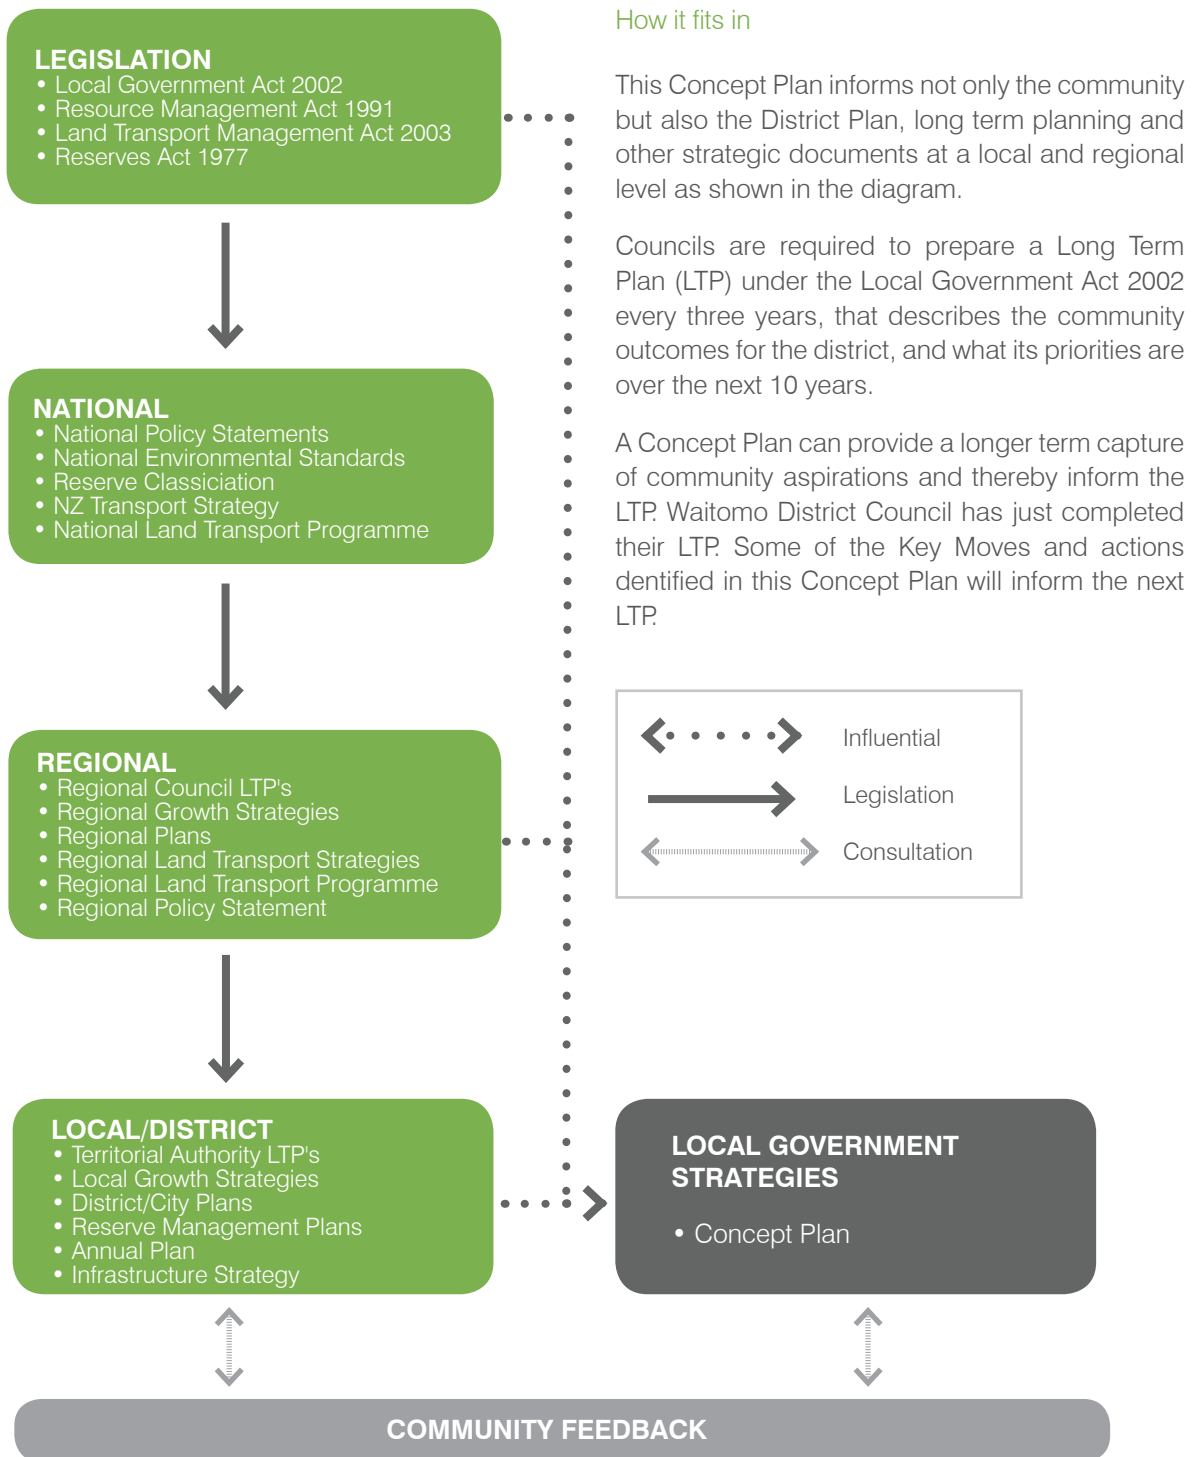 LEGISLATION
• Local Government Act 2002
• Resource Management Act 1991
• Land Transport Management Act 2003
• Reserves Act 1977
NATIONAL
• National Policy Statements
• National Environmental Standards
• Reserve Classiciation
• NZ Transport Strategy
• National Land Transport Programme
REGIONAL
• Regional Council LTP's
• Regional Growth Strategies
• Regional Plans
• Regional Land Transport Strategies
• Regional Land Transport Programme
• Regional Policy Statement
LOCAL/DISTRICT
• Territorial Authority LTP's
• Local Growth Strategies
• District/City Plans
• Reserve Management Plans
• Annual Plan
• Infrastructure Strategy
How it fits in
This Concept Plan informs not only the community
but also the District Plan, long term planning and
other strategic documents at a local and regional
level as shown in the diagram.
Councils are required to prepare a Long Term
Plan (LTP) under the Local Government Act 2002
every three years, that describes the community
outcomes for the district, and what its priorities are
over the next 10 years.
A Concept Plan can provide a longer term capture
of community aspirations and thereby inform the
LTP. Waitomo District Council has just completed
their LTP. Some of the Key Moves and actions
dentified in this Concept Plan will inform the next
LTP.
Influential
Legislation
Consultation
LOCAL GOVERNMENT
STRATEGIES
• Concept Plan
COMMUNITY FEEDBACK